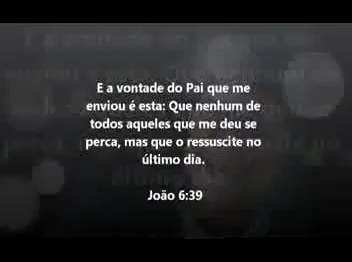 E a vontade do Pai que me
enviou é esta: Que nenhum de
todos aqueles que me deu se
perca, mas que o ressuscite no
último dia.
João 6:39